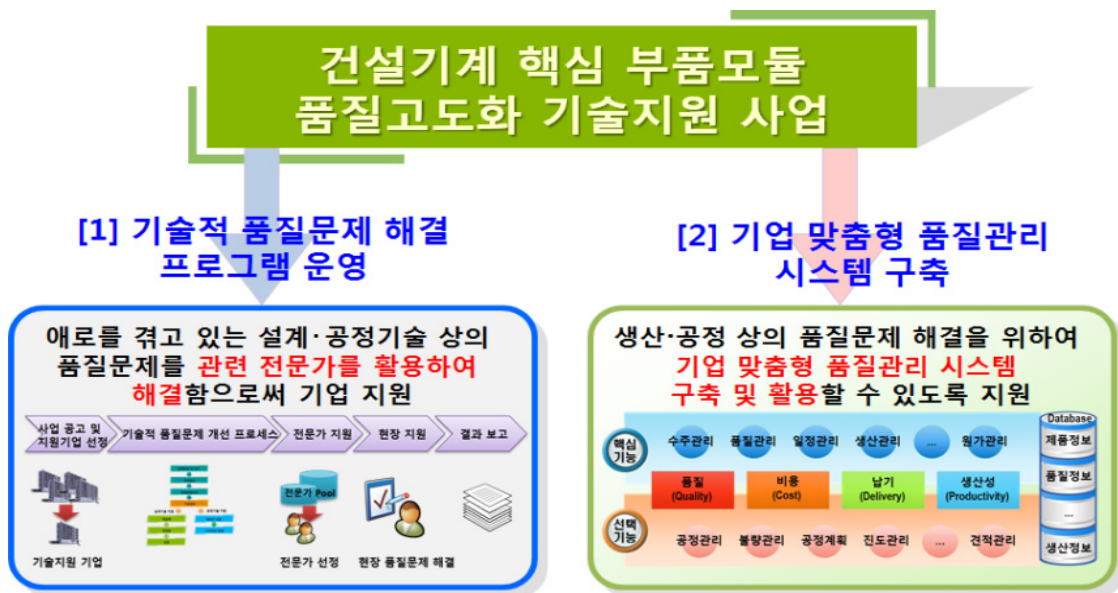 건설기계 핵심 부품모듈
품질고도화 기술지원 사업
[1] 기술적 품질문제 해결
프로그램 운영
애로를 겪고 있는 설계·공정기술 상의
품질문제를 관련 전문가를 활용하여
해결함으로써 기업 지원
사업 공고 및
지원기업 선정
기술적 품질문제 개선 프로세스
전문가 지원
현장 지원
결과 보고
전문가 Pool
기술지원 기업
전문가 선정
현장 품질문제 해결
[2] 기업 맞춤형 품질관리
시스템 구축
생산·공정 상의 품질문제 해결을 위하여
기업 맞춤형 품질관리 시스템
구축 및 활용할 수 있도록 지원
핵심
기능
수주관리
품질관리
일정관리
생산관리
...
원가관리
품질
(Quality)
비용
(Cost)
납기
(Delivery)
생산성
(Productivity)
선택
기능
공정관리
불량관리
공정계획
진도관리
...
견적관리
Database
제품정보
품질정보
...
생산정보